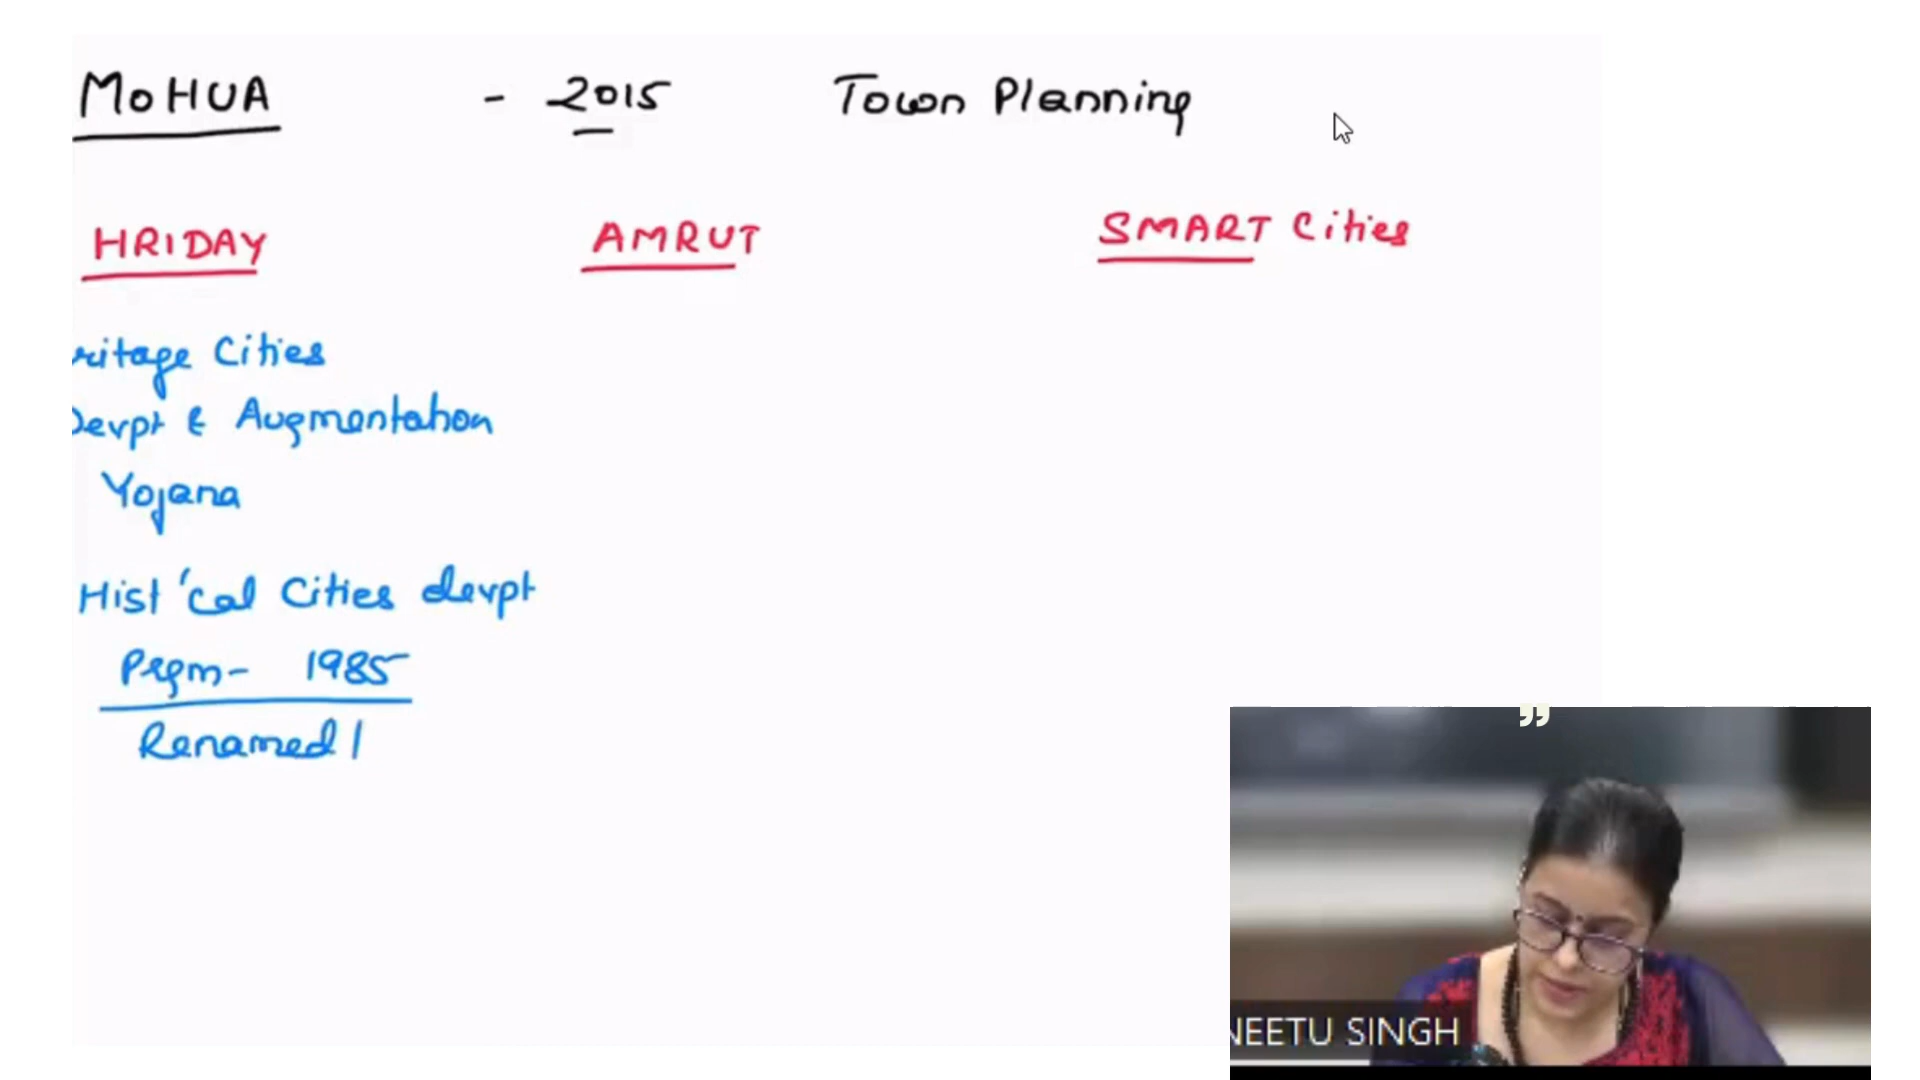 MoHUA - 2015 Town Planning
HRIDAY AMRUT SMART Cities
ritage Cities
Devpt & Augmentation
Yojana
Hist'cal Cities devpt
Prgm- 1985
Renamed
”
NEETU SINGH